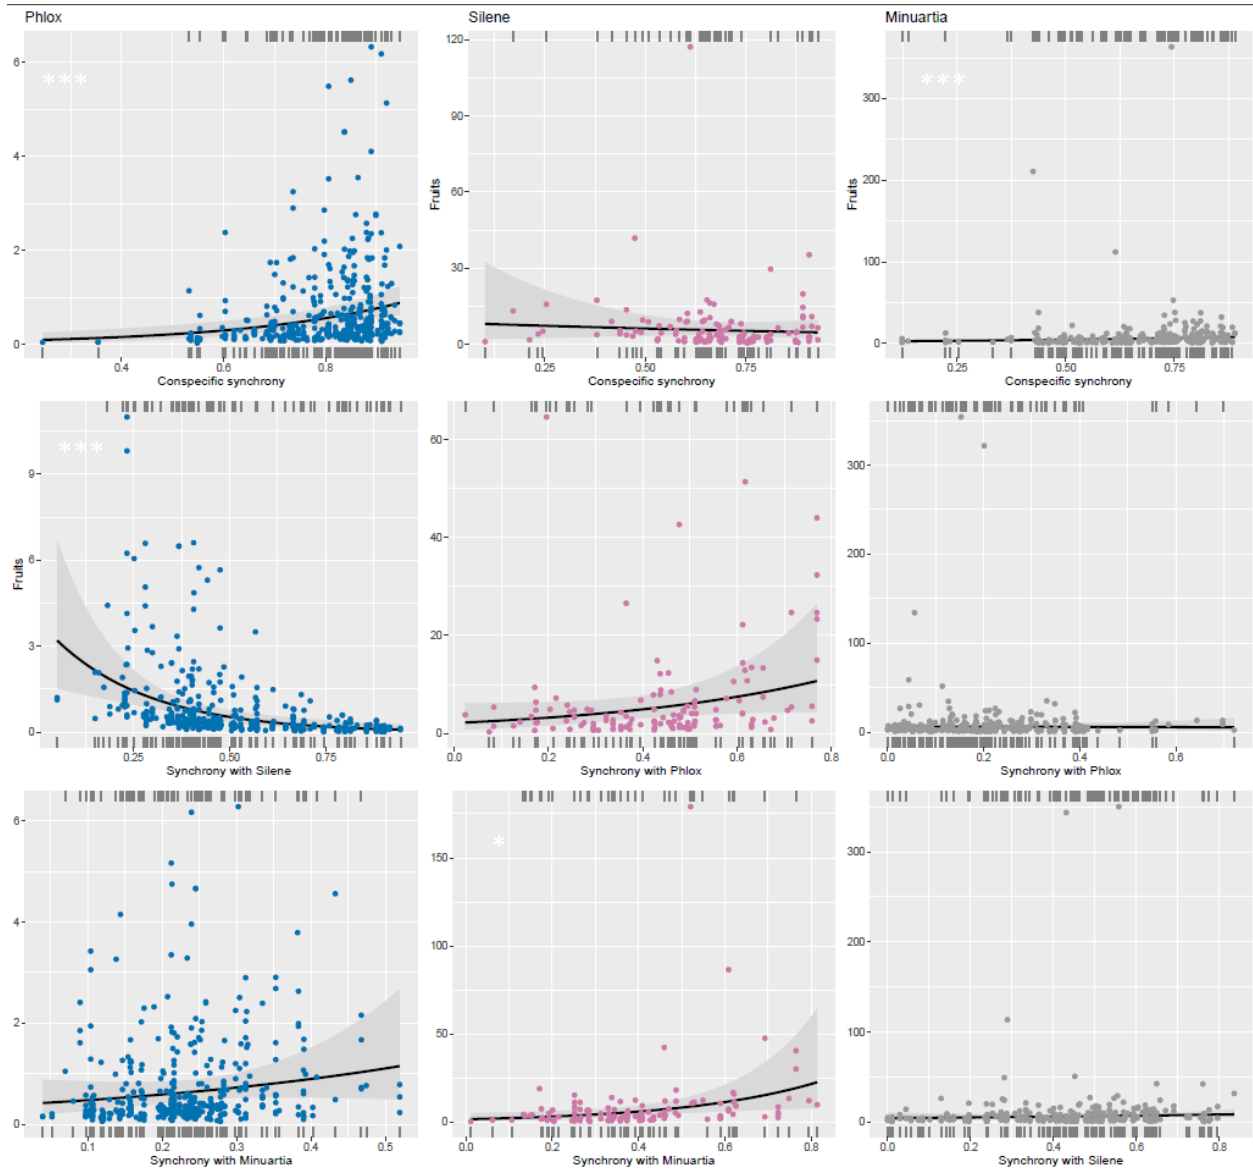 Phlox Silene Minuartia
***
6
4
2
0
0.4 0.6 0.8
Conspecific synchrony
Fruits
120
90
60
30
0
0.25 0.50 0.75
Conspecific synchrony
Fruits
***
300
200
100
0
0.25 0.50 0.75
Conspecific synchrony
Fruits
***
9
6
3
0
0.25 0.50 0.75
Synchrony with Silene
60
40
20
0
0.0 0.2 0.4 0.6 0.8
Synchrony with Phlox
300
200
100
0
0.0 0.2 0.4 0.6
Synchrony with Phlox
6
4
2
0
0.1 0.2 0.3 0.4 0.5
Synchrony with Minuartia
*
150
100
50
0
0.0 0.2 0.4 0.6 0.8
Synchrony with Minuartia
300
200
100
0
0.0 0.2 0.4 0.6 0.8
Synchrony with Silene